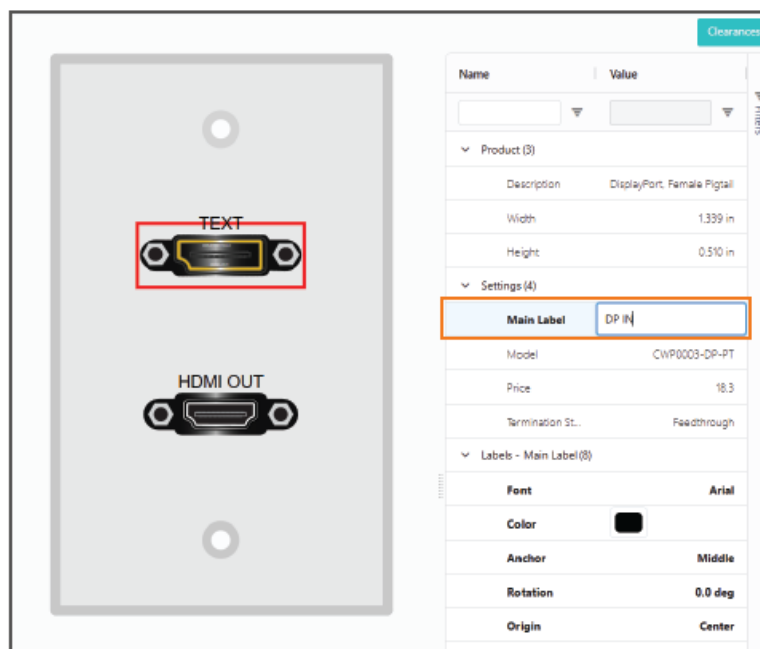 Clearances
Name Value
Filters
Product (3)
Description DisplayPort, Female Pigtail
Width 1.339 in
Height 0.510 in
Settings (4)
Main Label DP IN
Model CWP0003-DP-PT
Price 18.3
Termination St... Feedthrough
Labels - Main Label (8)
Font Arial
Color
Anchor Middle
Rotation 0.0 deg
Origin Center
TEXT
HDMI OUT